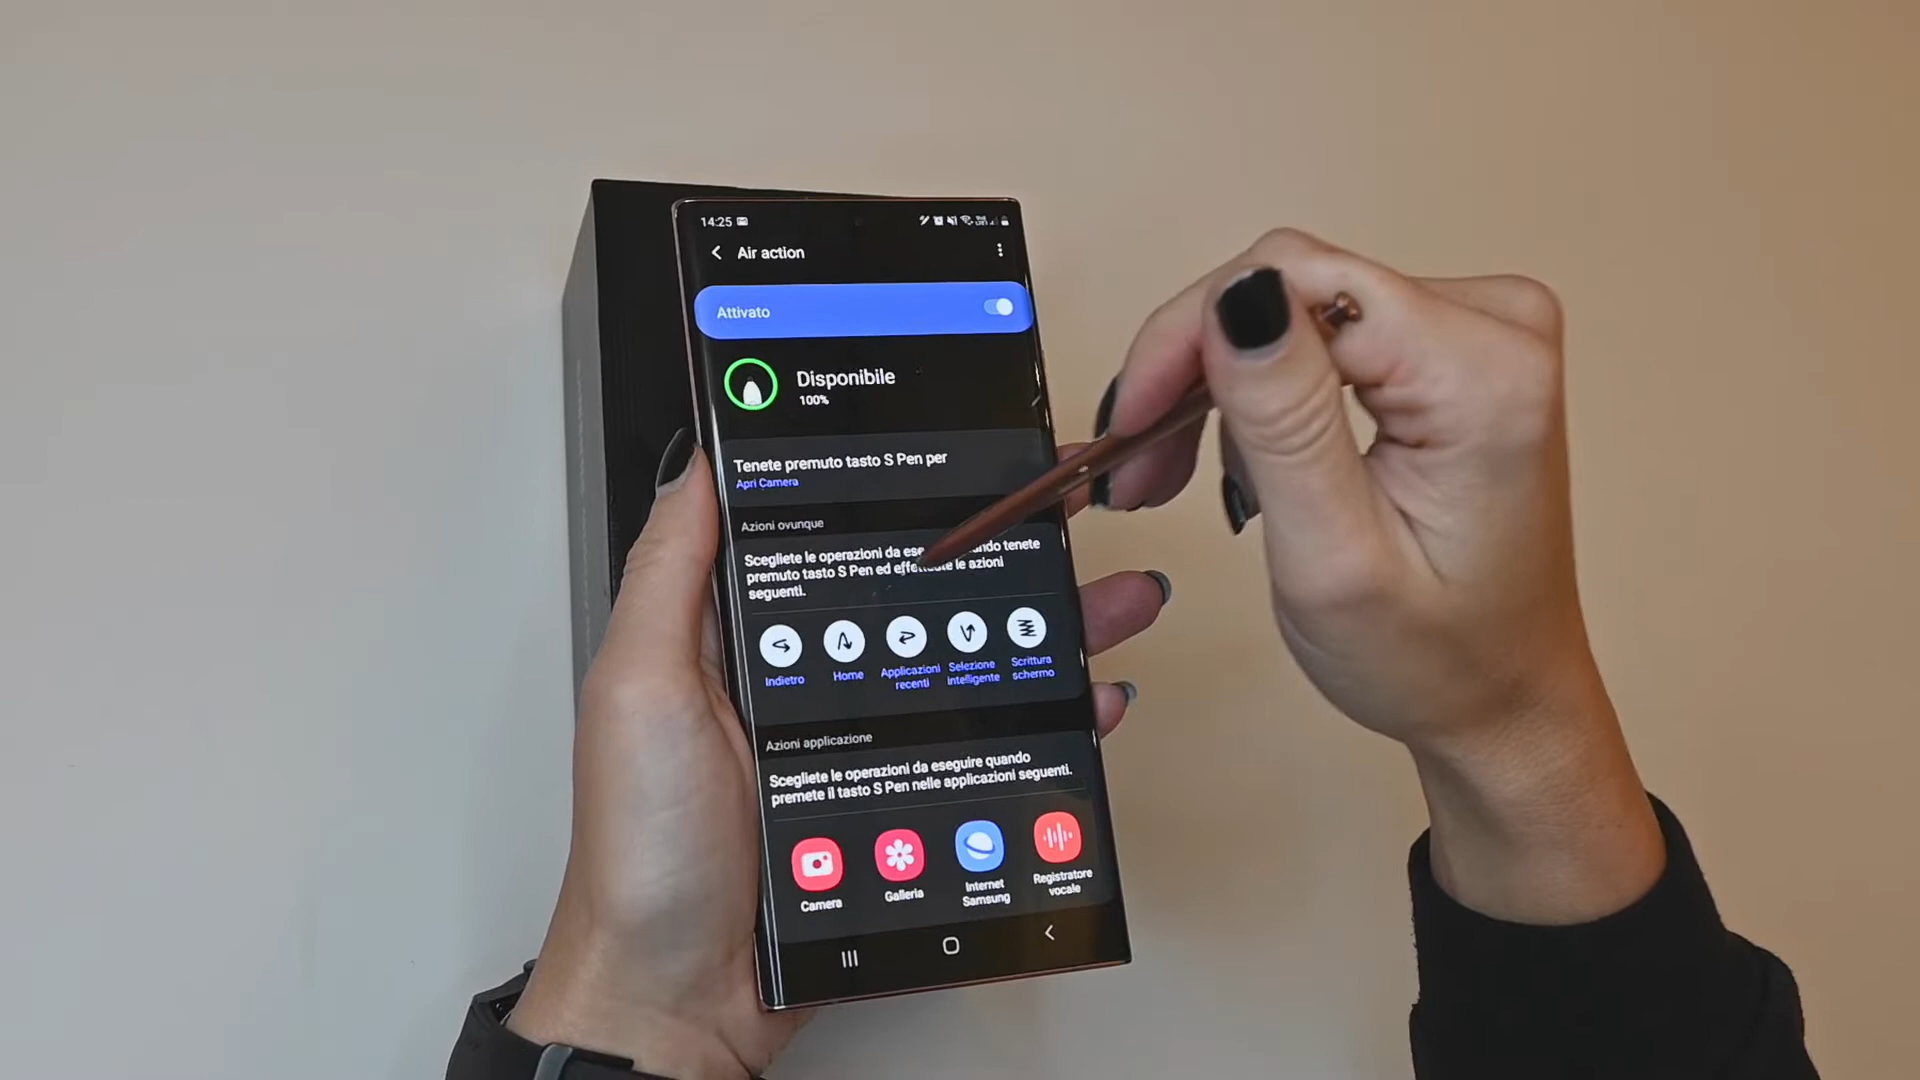 14:25
Air action
Attivato
Disponibile
100%
Tenete premuto tasto S Pen per
Apri Camera
Azioni ovunque
Scegliete le operazioni da tenete
premuto tasto S Pen ed le azioni
seguenti.
Indietro
Home
Applicazioni
recenti
Selezione
intelligente
Scrittura
schermo
Azioni applicazione
Scegliete le operazioni da eseguire quando
premete il tasto S Pen nelle applicazioni seguenti.
Camera
Galleria
Internet
Samsung
Registratore
vocale